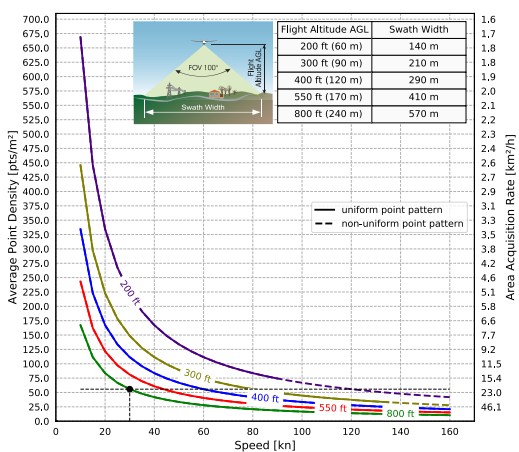 Average Point Density [pts/m²]
700.0
675.0
650.0
625.0
600.0
575.0
550.0
525.0
500.0
475.0
450.0
425.0
400.0
375.0
350.0
325.0
300.0
275.0
250.0
225.0
200.0
175.0
150.0
125.0
100.0
75.0
50.0
25.0
0.0
FOV 100°
Flight
Altitude AGL
Swath Width
Flight Altitude AGL Swath Width
200 ft (60 m) 140 m
300 ft (90 m) 210 m
400 ft (120 m) 290 m
550 ft (170 m) 410 m
800 ft (240 m) 570 m
uniform point pattern
non-uniform point pattern
200 ft
300 ft
400 ft
550 ft
800 ft
1.6
1.7
1.8
1.8
1.9
2.0
2.1
2.2
2.3
2.4
2.6
2.7
2.9
3.1
3.3
3.5
3.8
4.2
4.6
5.1
5.8
6.6
7.7
9.2
11.5
15.4
23.0
46.1
Area Acquisition Rate [km²/h]
0 20 40 60 80 100 120 140 160
Speed [kn]